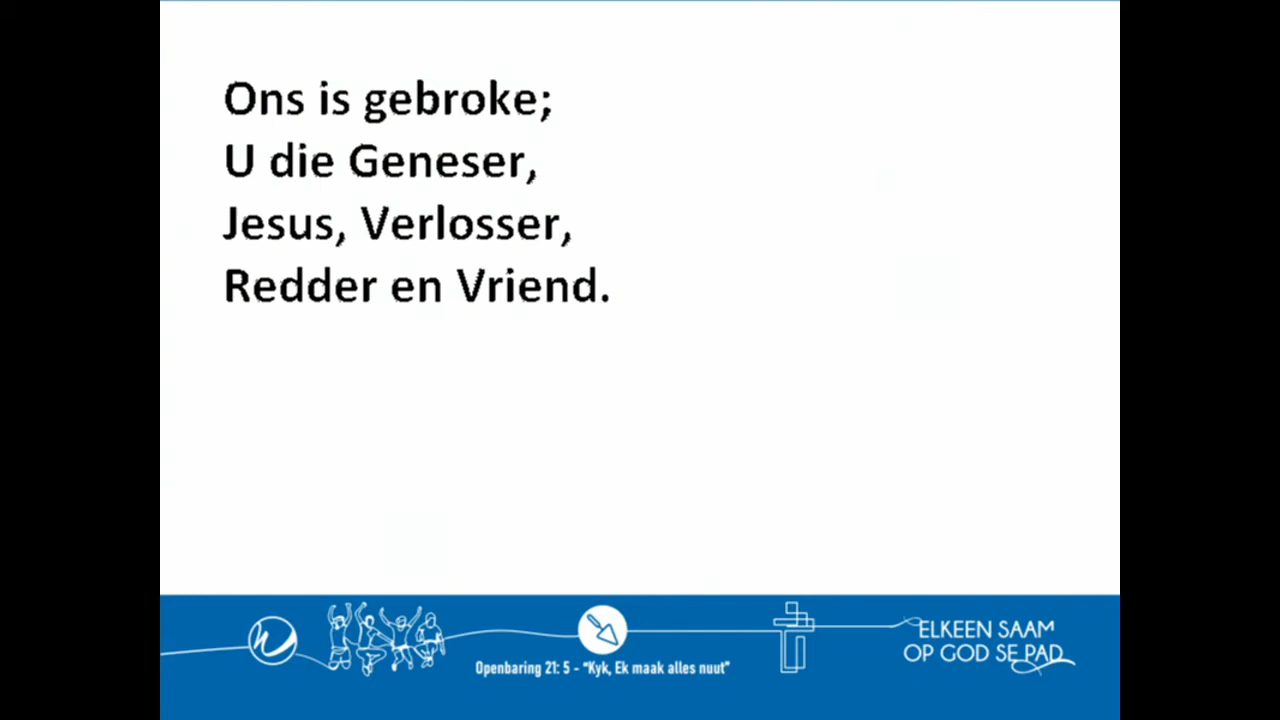 Ons is gebroke;
U die Geneser,
Jesus, Verlosser,
Redder en Vriend.
ELKEEN SAAM
OP GOD SE PAD
Openbaring 21: 5 - "Kyk, Ek maak alles nuut"